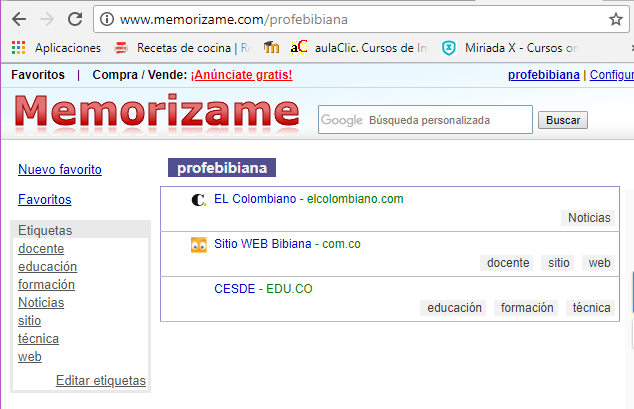 www.memorizame.com/profebibiana
Aplicaciones Recetas de cocina | R aC aulaClic. Cursos de In Miriada X - Cursos on
Favoritos | Compra / Vende: ¡Anúnciate gratis! profebibiana | Configur
Memorizame Google Búsqueda personalizada Buscar
Nuevo favorito
Favoritos
Etiquetas
docente
educación
formación
Noticias
sitio
técnica
web
Editar etiquetas
profebibiana
EL Colombiano - elcolombiano.com
Noticias
Sitio WEB Bibiana - com.co
docente sitio web
CESDE - EDU.CO
educación formación técnica